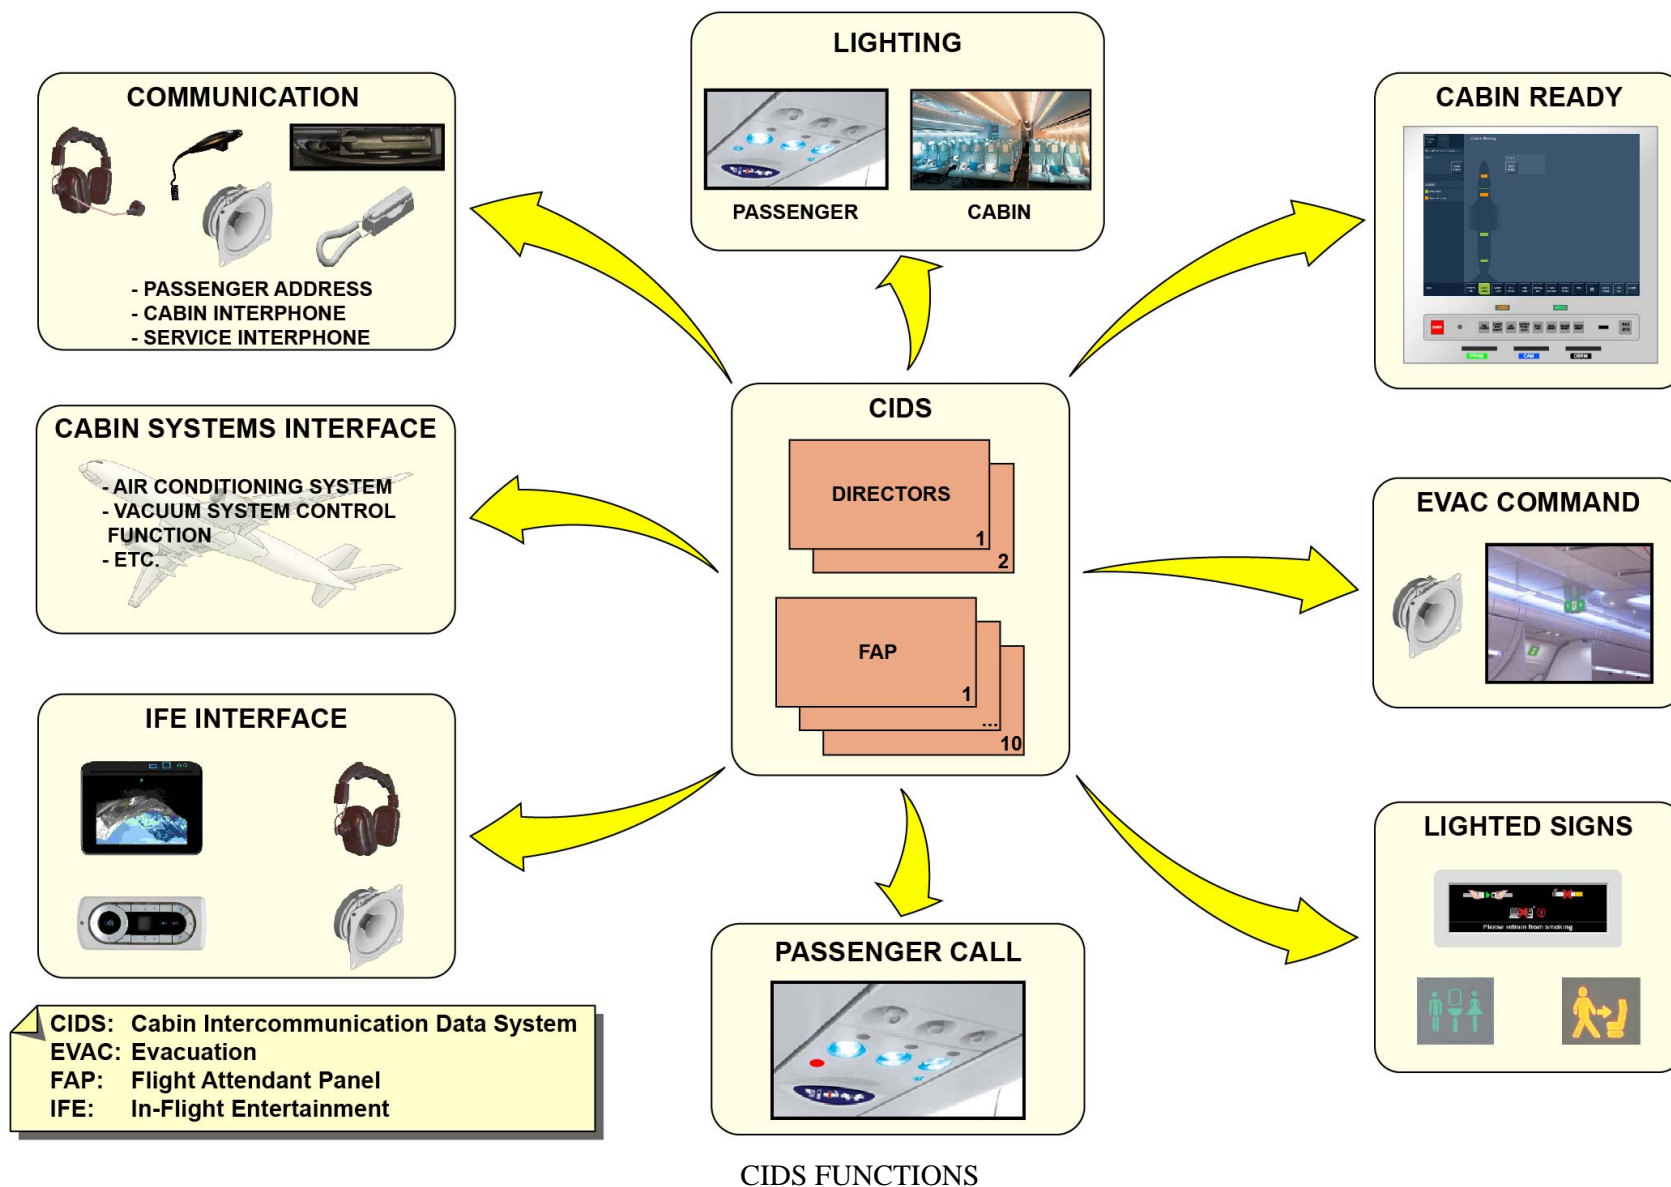 LIGHTING
PASSENGER
CABIN
COMMUNICATION
- PASSENGER ADDRESS
- CABIN INTERPHONE
- SERVICE INTERPHONE
CABIN READY
CABIN SYSTEMS INTERFACE
- AIR CONDITIONING SYSTEM
- VACUUM SYSTEM CONTROL
FUNCTION
- ETC.
CIDS
DIRECTORS
1
2
FAP
1
...
10
EVAC COMMAND
IFE INTERFACE
LIGHTED SIGNS
Please refrain from smoking
PASSENGER CALL
CIDS: Cabin Intercommunication Data System
EVAC: Evacuation
FAP: Flight Attendant Panel
IFE: In-Flight Entertainment
CIDS FUNCTIONS